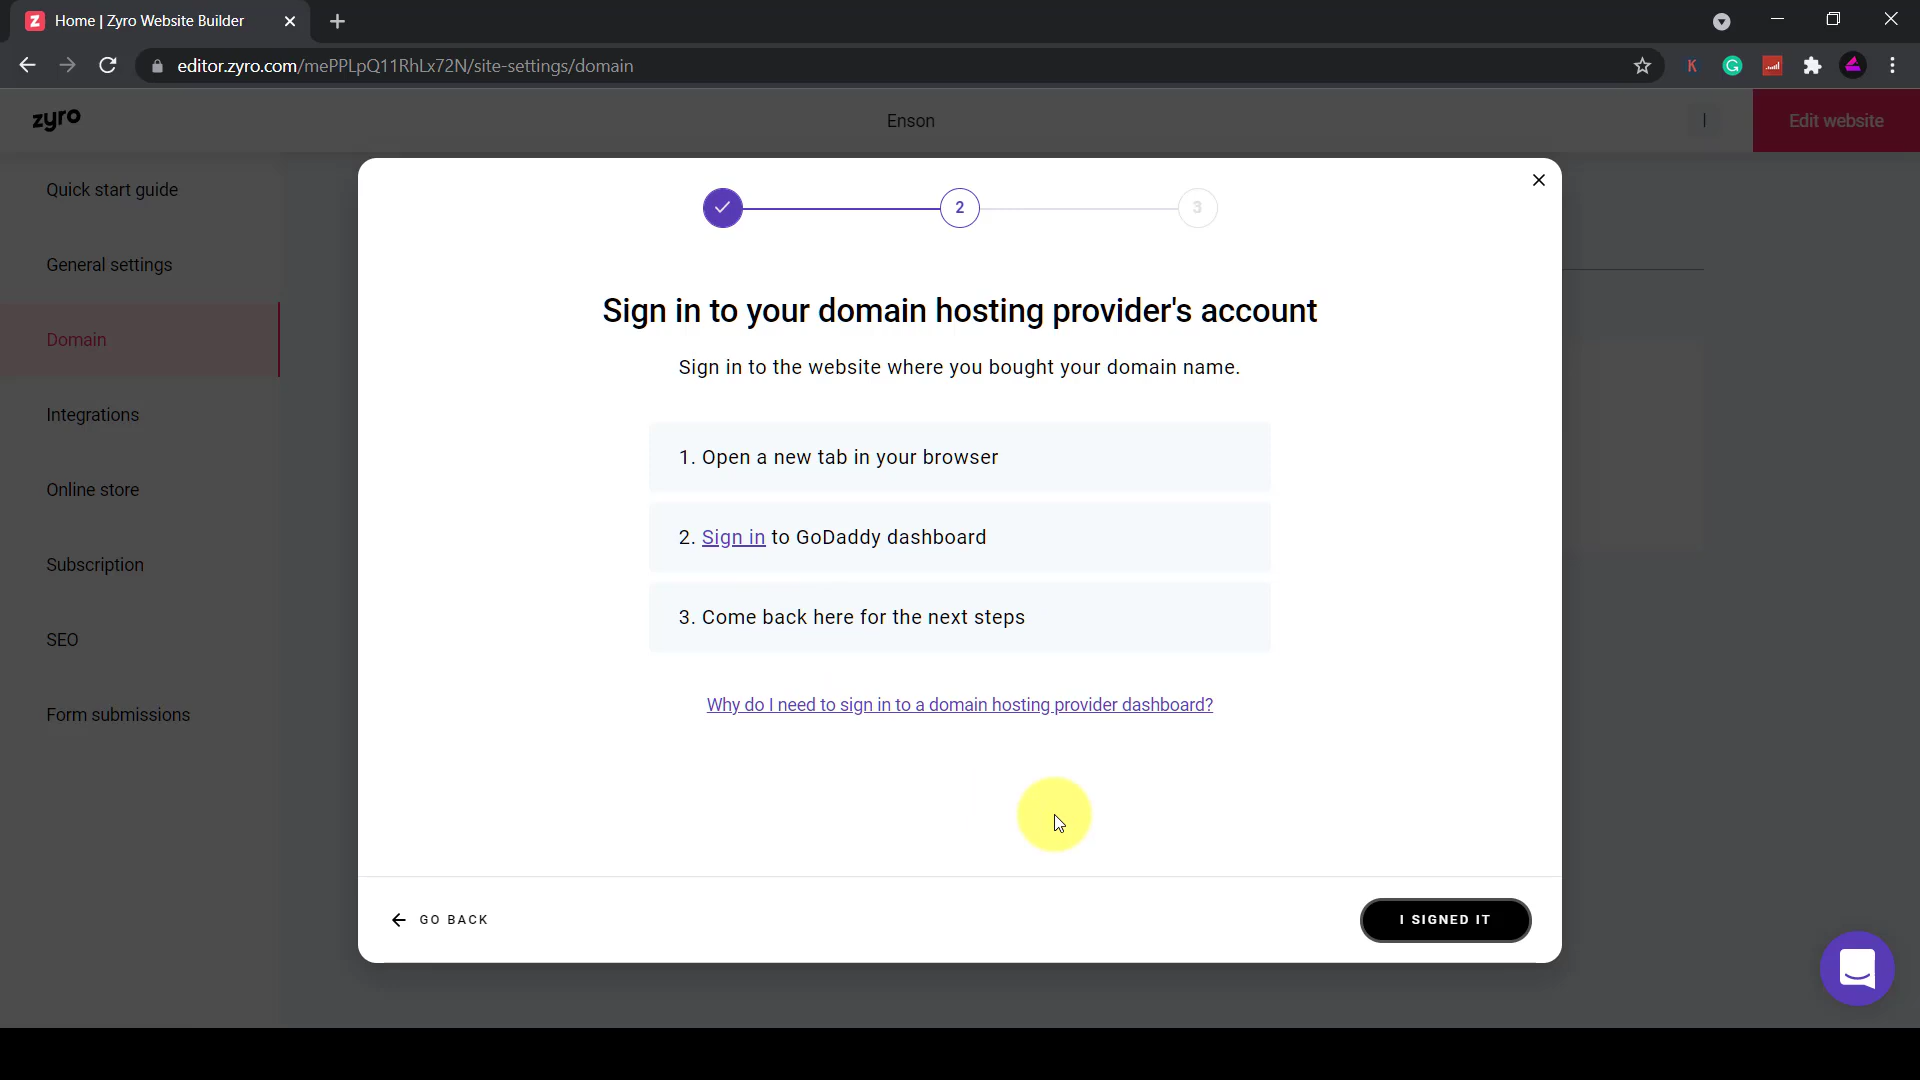 Home | Zyro Website Builder
editor.zyro.com/mePPLpQ11RhLx72N/site-settings/domain
zyro
Enson
Edit website
Quick start guide
General settings
Domain
Integrations
Online store
Subscription
SEO
Form submissions
2
3
Sign in to your domain hosting provider's account
Sign in to the website where you bought your domain name.
1. Open a new tab in your browser
2. Sign in to GoDaddy dashboard
3. Come back here for the next steps
Why do I need to sign in to a domain hosting provider dashboard?
GO BACK
I SIGNED IT